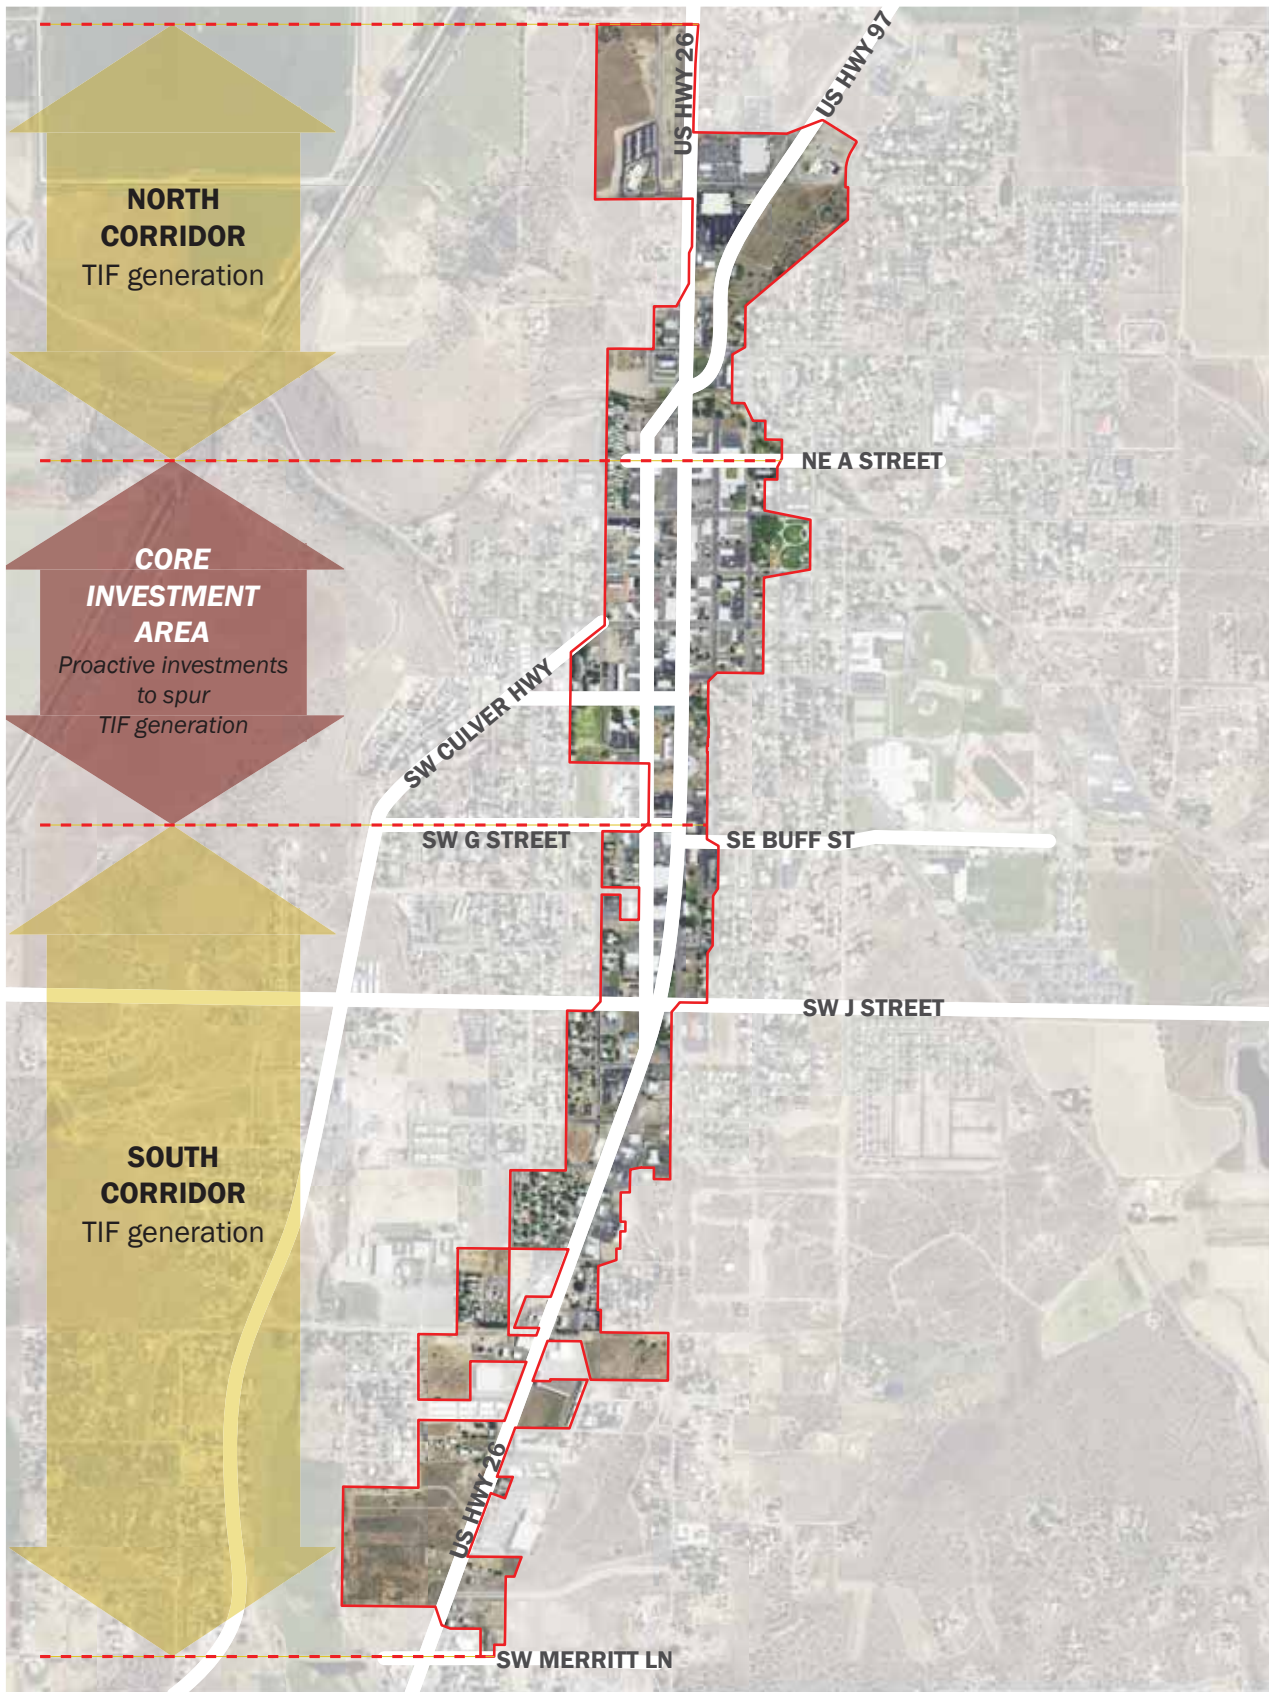 US HWY 26
US HWY 97
NORTH
CORRIDOR
TIF generation
NE A STREET
CORE
INVESTMENT
AREA
Proactive investments
to spur
TIF generation
SW CULVER HWY
SW G STREET
SE BUFF ST
SW J STREET
SOUTH
CORRIDOR
TIF generation
US HWY 26
SW MERRITT LN